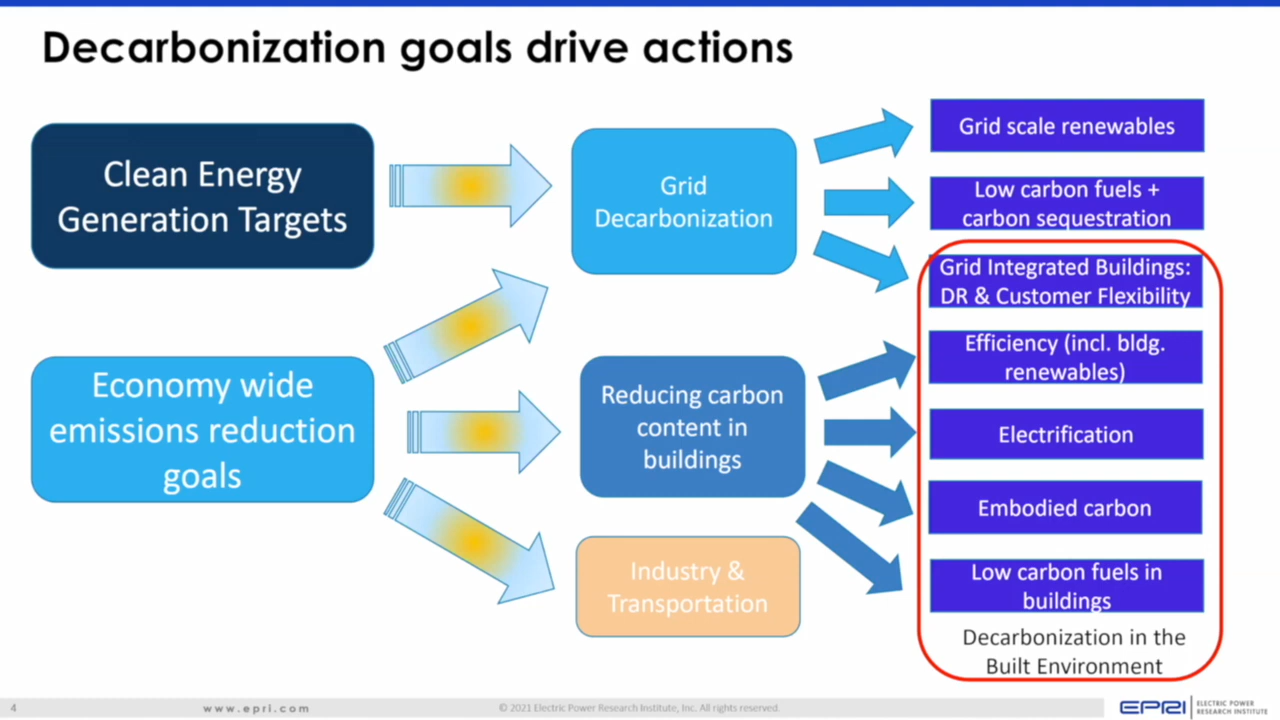 Decarbonization goals drive actions
Clean Energy
Generation Targets
Economy wide
emissions reduction
goals
Grid
Decarbonization
Reducing carbon
content in
buildings
Industry &
Transportation
Grid scale renewables
Low carbon fuels +
carbon sequestration
Grid Integrated Buildings:
DR & Customer Flexibility
Efficiency (incl. bldg.
renewables)
Electrification
Embodied carbon
Low carbon fuels in
buildings
Decarbonization in the
Built Environment
4
www.epri.com
© 2021 Electric Power Research Institute, Inc. All rights reserved.
EPRI
ELECTRIC POWER
RESEARCH INSTITUTE